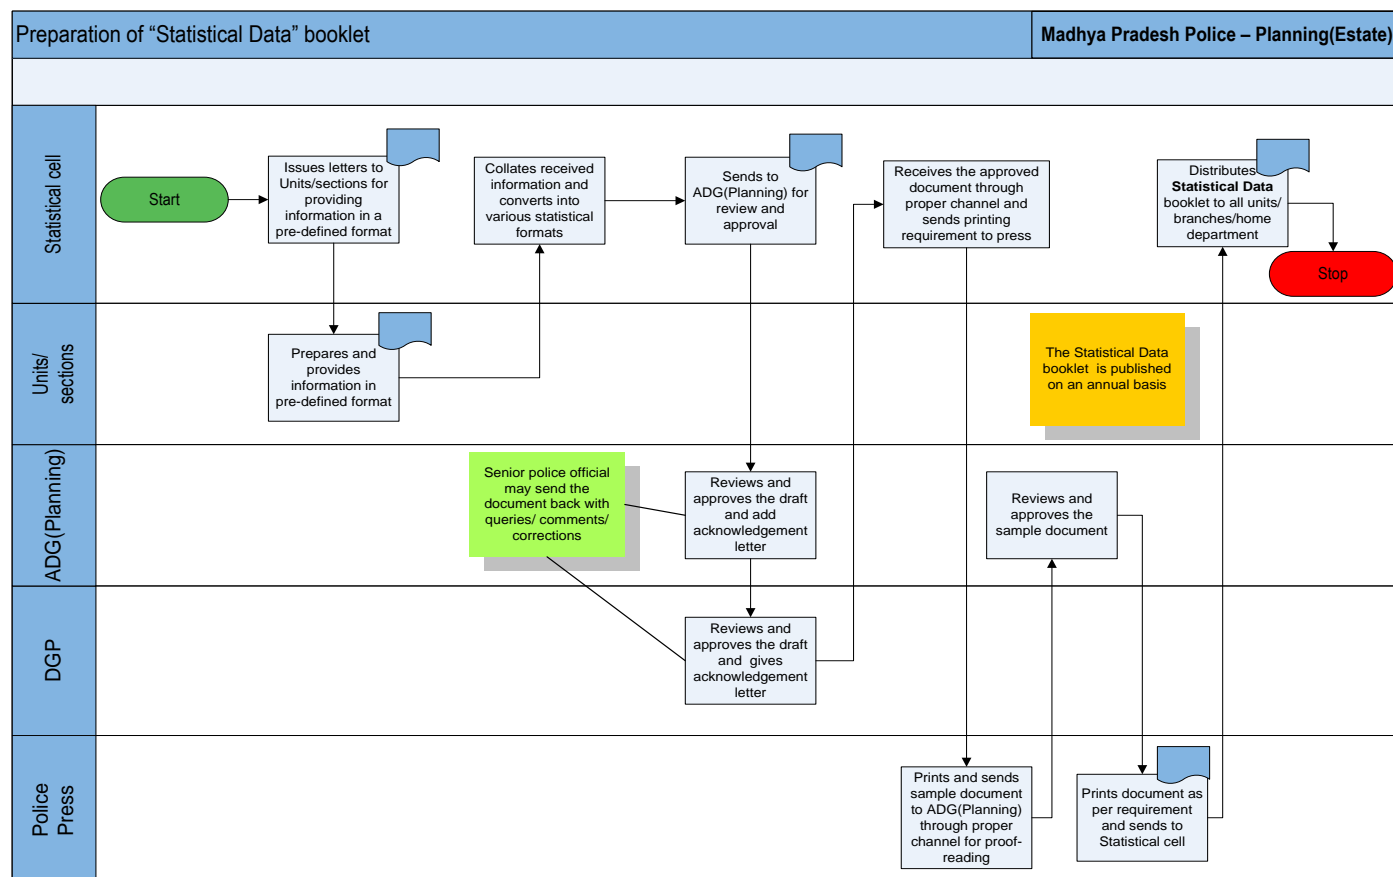 Preparation of “Statistical Data” booklet
Madhya Pradesh Police – Planning(Estate)
Statistical cell
Start
Issues letters to
Units/sections for
providing
information in a
pre-defined format
Collates received
information and
converts into
various statistical
formats
Sends to
ADG(Planning) for
review and
approval
Receives the approved
document through
proper channel and
sends printing
requirement to press
Distributes
Statistical Data
booklet to all units/
branches/home
department
Stop
Units/
sections
Prepares and
provides
information in
pre-defined format
The Statistical Data
booklet is published
on an annual basis
ADG(Planning)
Senior police official
may send the
document back with
queries/ comments/
corrections
Reviews and
approves the draft
and add
acknowledgement
letter
Reviews and
approves the
sample document
DGP
Reviews and
approves the draft
and gives
acknowledgement
letter
Police
Press
Prints and sends
sample document
to ADG(Planning)
through proper
channel for proof-
reading
Prints document as
per requirement
and sends to
Statistical cell